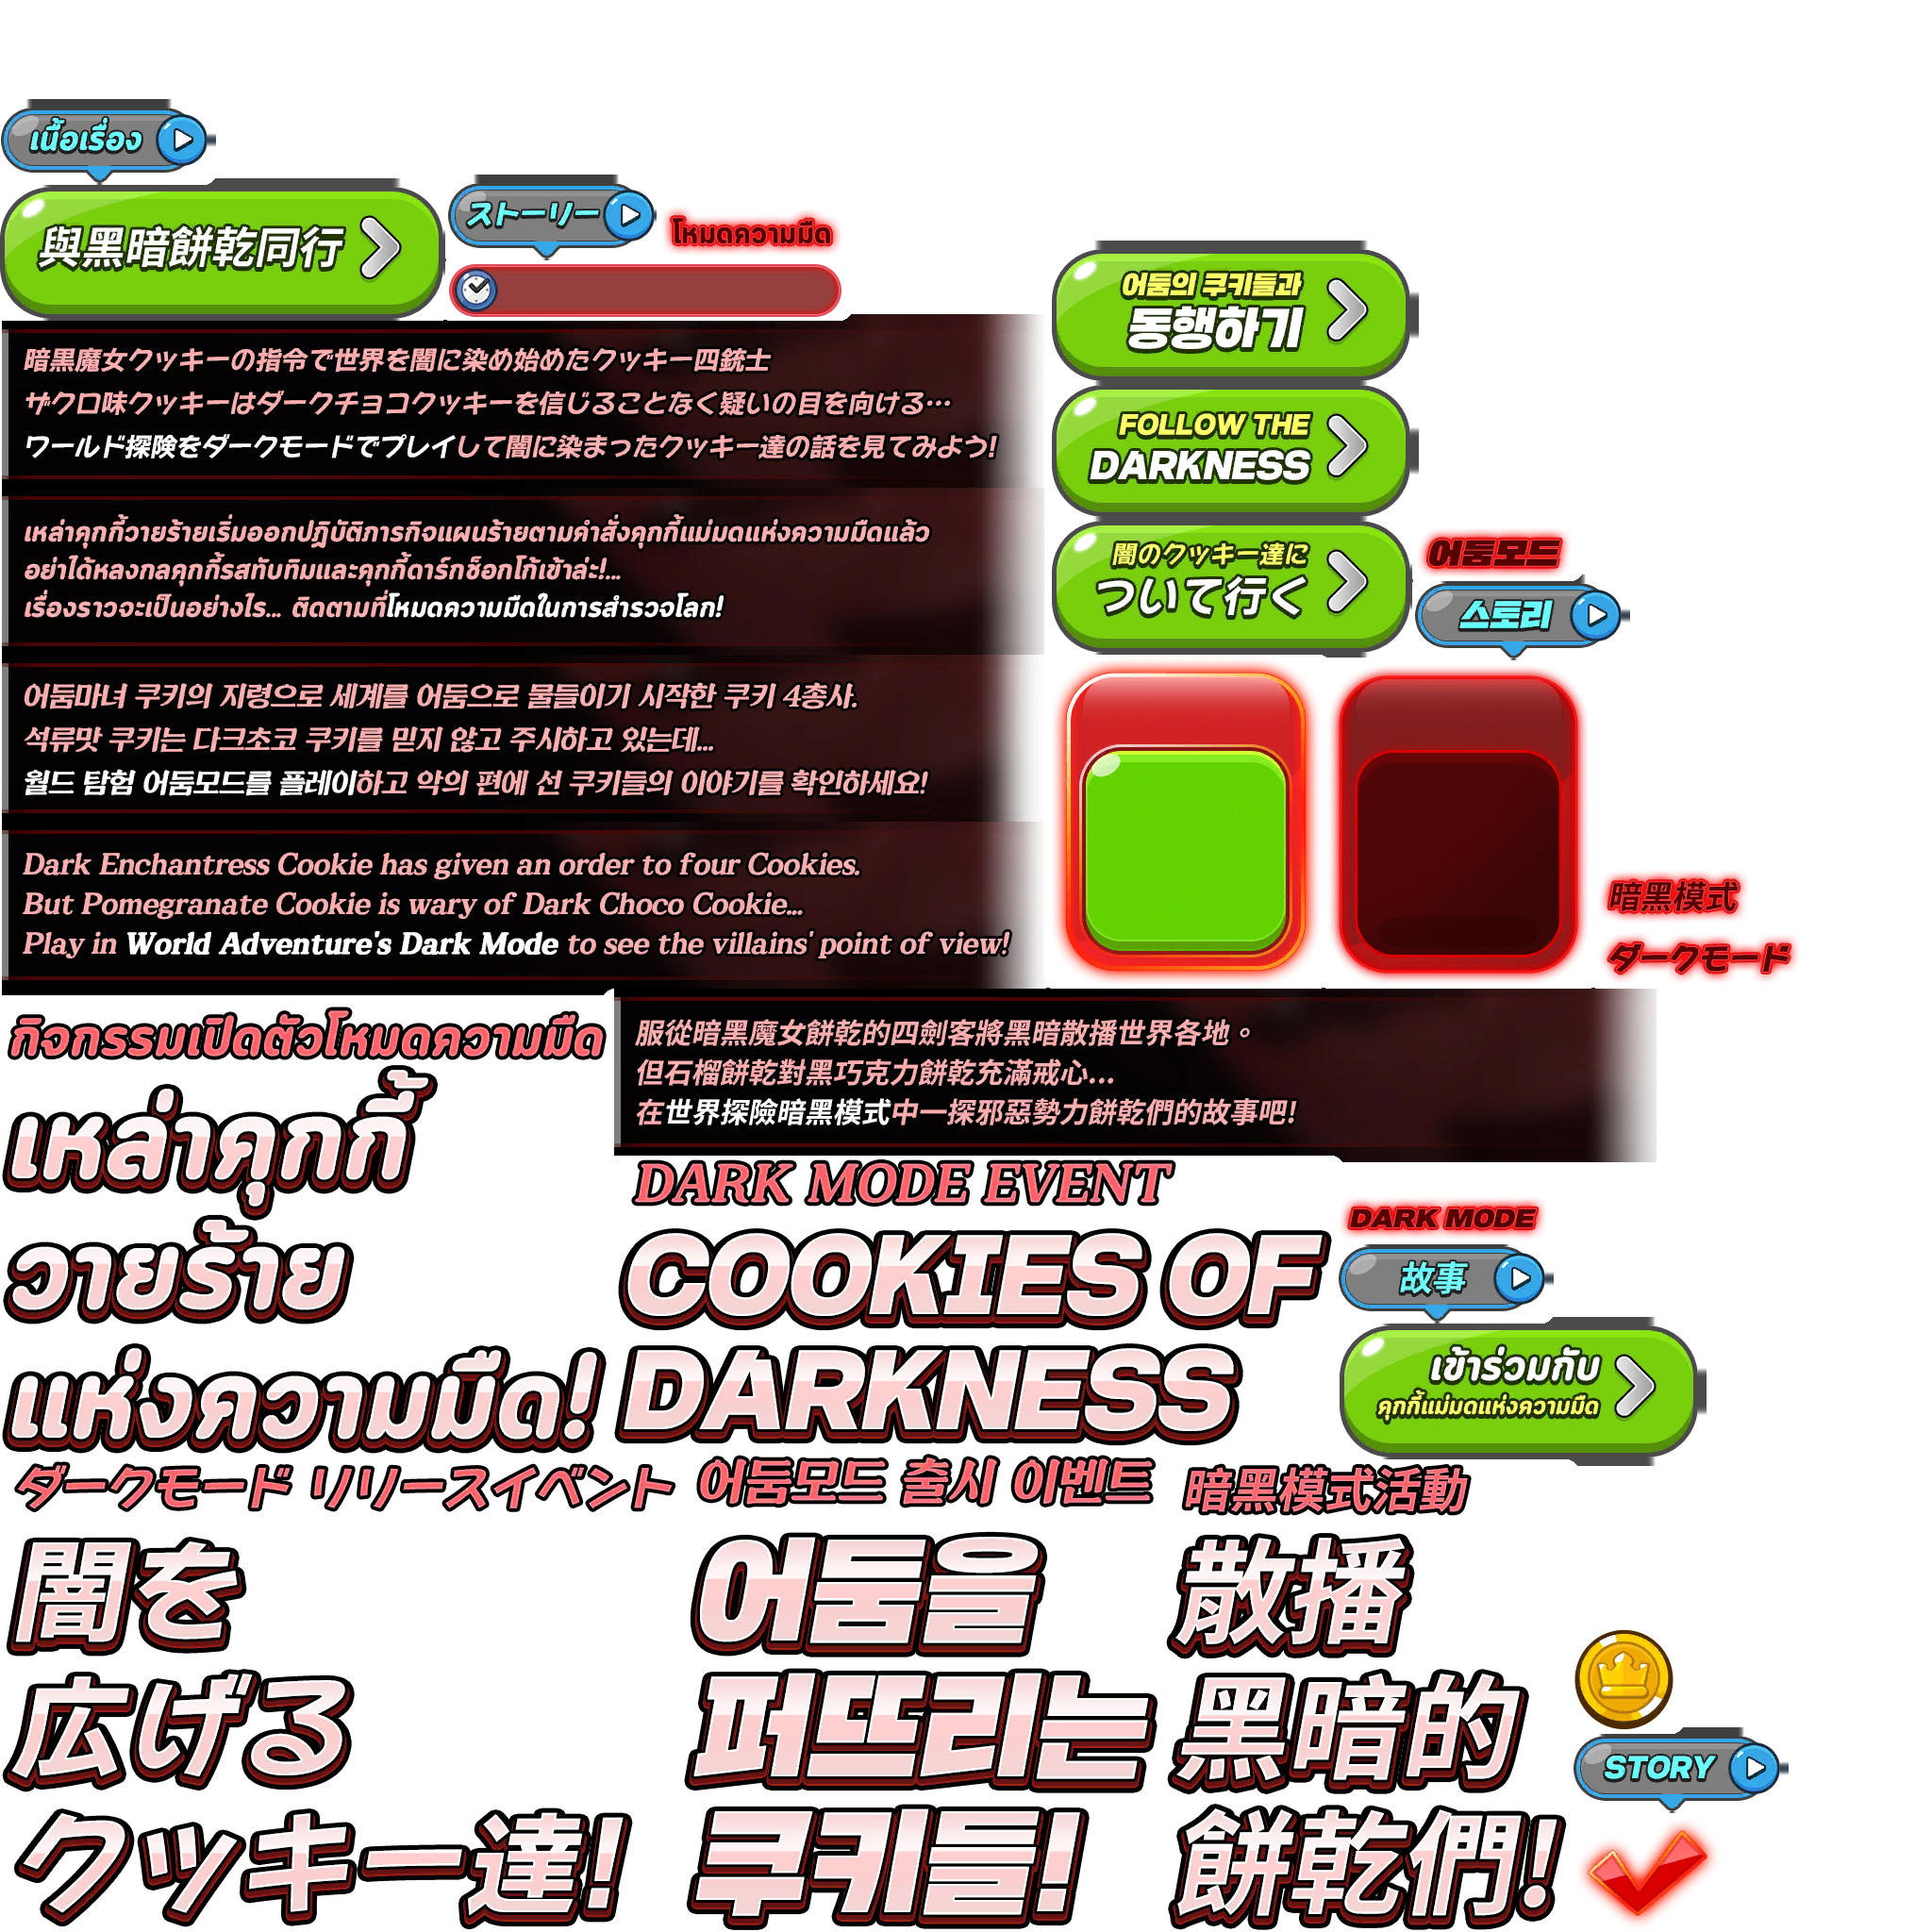 เนื้อเรื่อง
與黑暗餅乾同行
ストーリー
โหมดความมืด
어둠의 쿠키들과
동행하기
暗黒魔女クッキーの指令で世界を闇に染め始めたクッキー四銃士
ザクロ味クッキーはダークチョコクッキーを信じることなく疑いの目を向ける…
ワールド探険をダークモードでプレイして闇に染まったクッキー達の話を見てみよう!
FOLLOW THE
DARKNESS
เหล่าคุกกี้วายร้ายเริ่มออกปฏิบัติภารกิจแผนร้ายตามคำสั่งคุกกี้แม่มดแห่งความมืดแล้ว
อย่าได้หลงกลคุกกี้รสทับทิมและคุกกี้ดาร์กช็อกโก้เข้าล่ะ!...
เรื่องราวจะเป็นอย่างไร... ติดตามที่โหมดความมืดในการสำรวจโลก!
闇のクッキー達に
ついて行く
어둠모드
스토리
어둠마녀 쿠키의 지령으로 세계를 어둠으로 물들이기 시작한 쿠키 4총사.
석류맛 쿠키는 다크초코 쿠키를 믿지 않고 주시하고 있는데...
월드 탐험 어둠모드를 플레이하고 악의 편에 선 쿠키들의 이야기를 확인하세요!
Dark Enchantress Cookie has given an order to four Cookies.
But Pomegranate Cookie is wary of Dark Choco Cookie...
Play in World Adventure's Dark Mode to see the villains' point of view!
暗黑模式
ダークモード
กิจกรรมเปิดตัวโหมดความมืด
เหล่าคุกกี้
วายร้าย
แห่งความมืด!
服從暗黑魔女餅乾的四劍客將黑暗散播世界各地。
但石榴餅乾對黑巧克力餅乾充滿戒心...
在世界探險暗黑模式中一探邪惡勢力餅乾們的故事吧!
DARK MODE EVENT
COOKIES OF
DARKNESS
DARK MODE
故事
เข้าร่วมกับ
คุกกี้แม่มดแห่งความมืด
ダークモード リリースイベント
闇を
広げる
クッキー達!
어둠모드 출시 이벤트
어둠을
퍼뜨리는
쿠키들!
暗黑模式活動
散播
黑暗的
餅乾們!
STORY